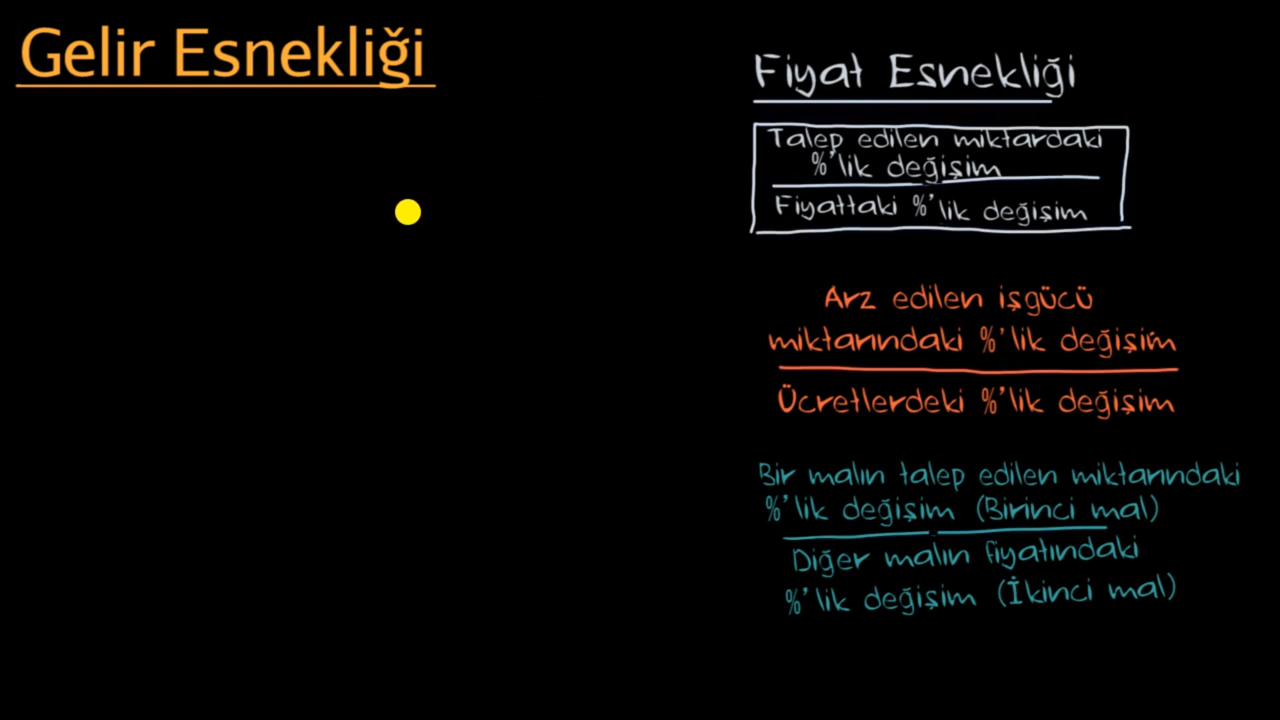 Gelir Esnekliği
Fiyat Esnekliği
Talep edilen miktardaki
%'lik değişim
Fiyattaki %'lik değişim
Arz edilen işgücü
miktarındaki %'lik değişim
Ücretlerdeki %'lik değişim
Bir malın talep edilen miktarındaki
%'lik değişim (Birinci mal)
Diğer malın fiyatındaki
%'lik değişim (İkinci mal)